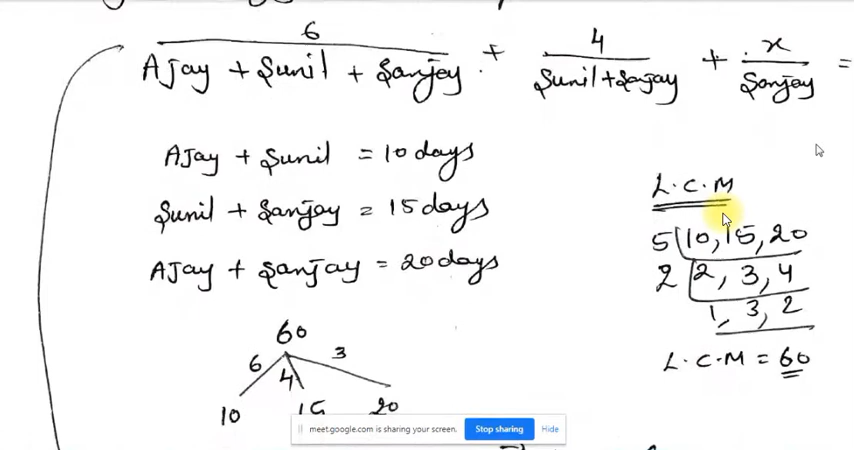 6 / Ajay + Sunil + Sanjay + 4 / Sunil + Sanjay + x / Sanjay =
Ajay + Sunil = 10 days
Sunil + Sanjay = 15 days
Ajay + Sanjay = 20 days
L.C.M
5 | 10, 15, 20
2 | 2, 3, 4
1, 3, 2
L.C.M = 60
60
6 4 3
10 15 20
meet.google.com is sharing your screen. Stop sharing Hide